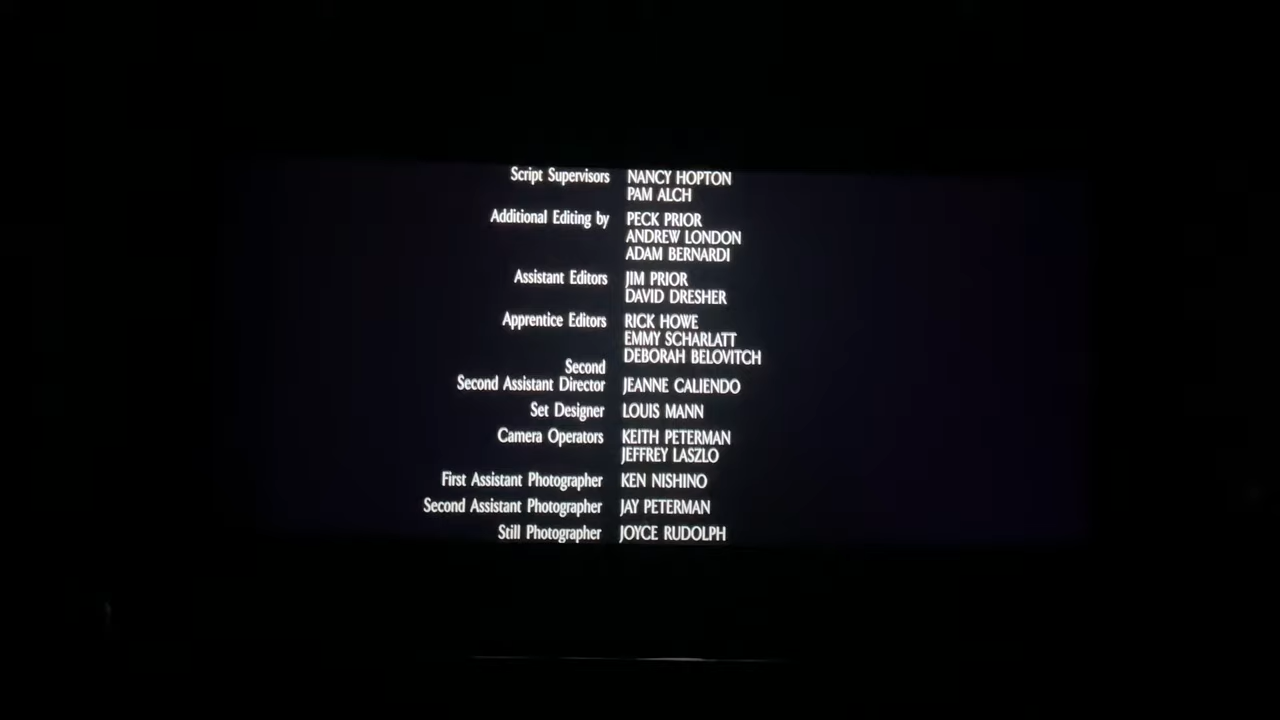 Script Supervisors NANCY HOPTON
PAM ALCH
Additional Editing by PECK PRIOR
ANDREW LONDON
ADAM BERNARDI
Assistant Editors JIM PRIOR
DAVID DRESHER
Apprentice Editors RICK HOWE
EMMY SCHARLATT
DEBORAH BELOVITCH
Second
Second Assistant Director JEANNE CALIENDO
Set Designer LOUIS MANN
Camera Operators KEITH PETERMAN
JEFFREY LASZLO
First Assistant Photographer KEN NISHINO
Second Assistant Photographer JAY PETERMAN
Still Photographer JOYCE RUDOLPH